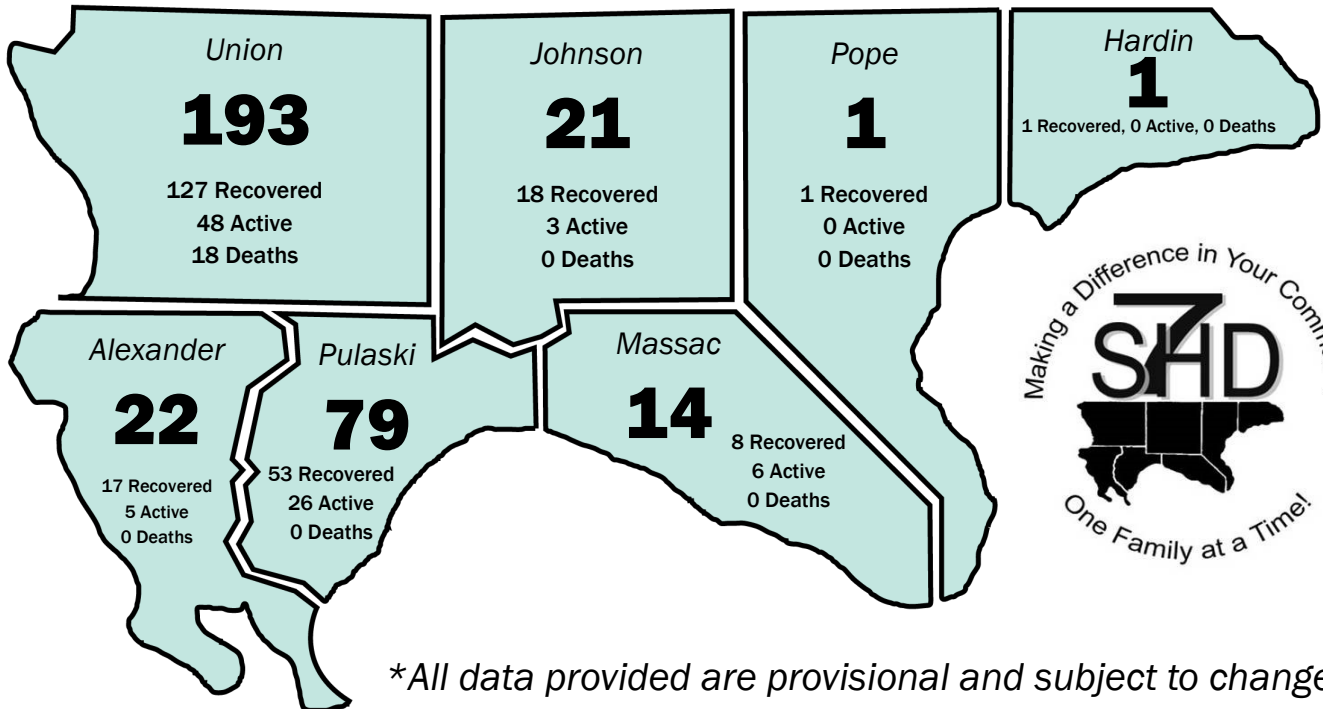 Union
193
127 Recovered
48 Active
18 Deaths
Johnson
21
18 Recovered
3 Active
0 Deaths
Pope
1
1 Recovered
0 Active
0 Deaths
Hardin
1
1 Recovered, 0 Active, 0 Deaths
Alexander
22
17 Recovered
5 Active
0 Deaths
Pulaski
79
53 Recovered
26 Active
0 Deaths
Massac
14
8 Recovered
6 Active
0 Deaths
Making a Difference in Your
S7HD
One Family at a Time!
*All data provided are provisional and subject to change